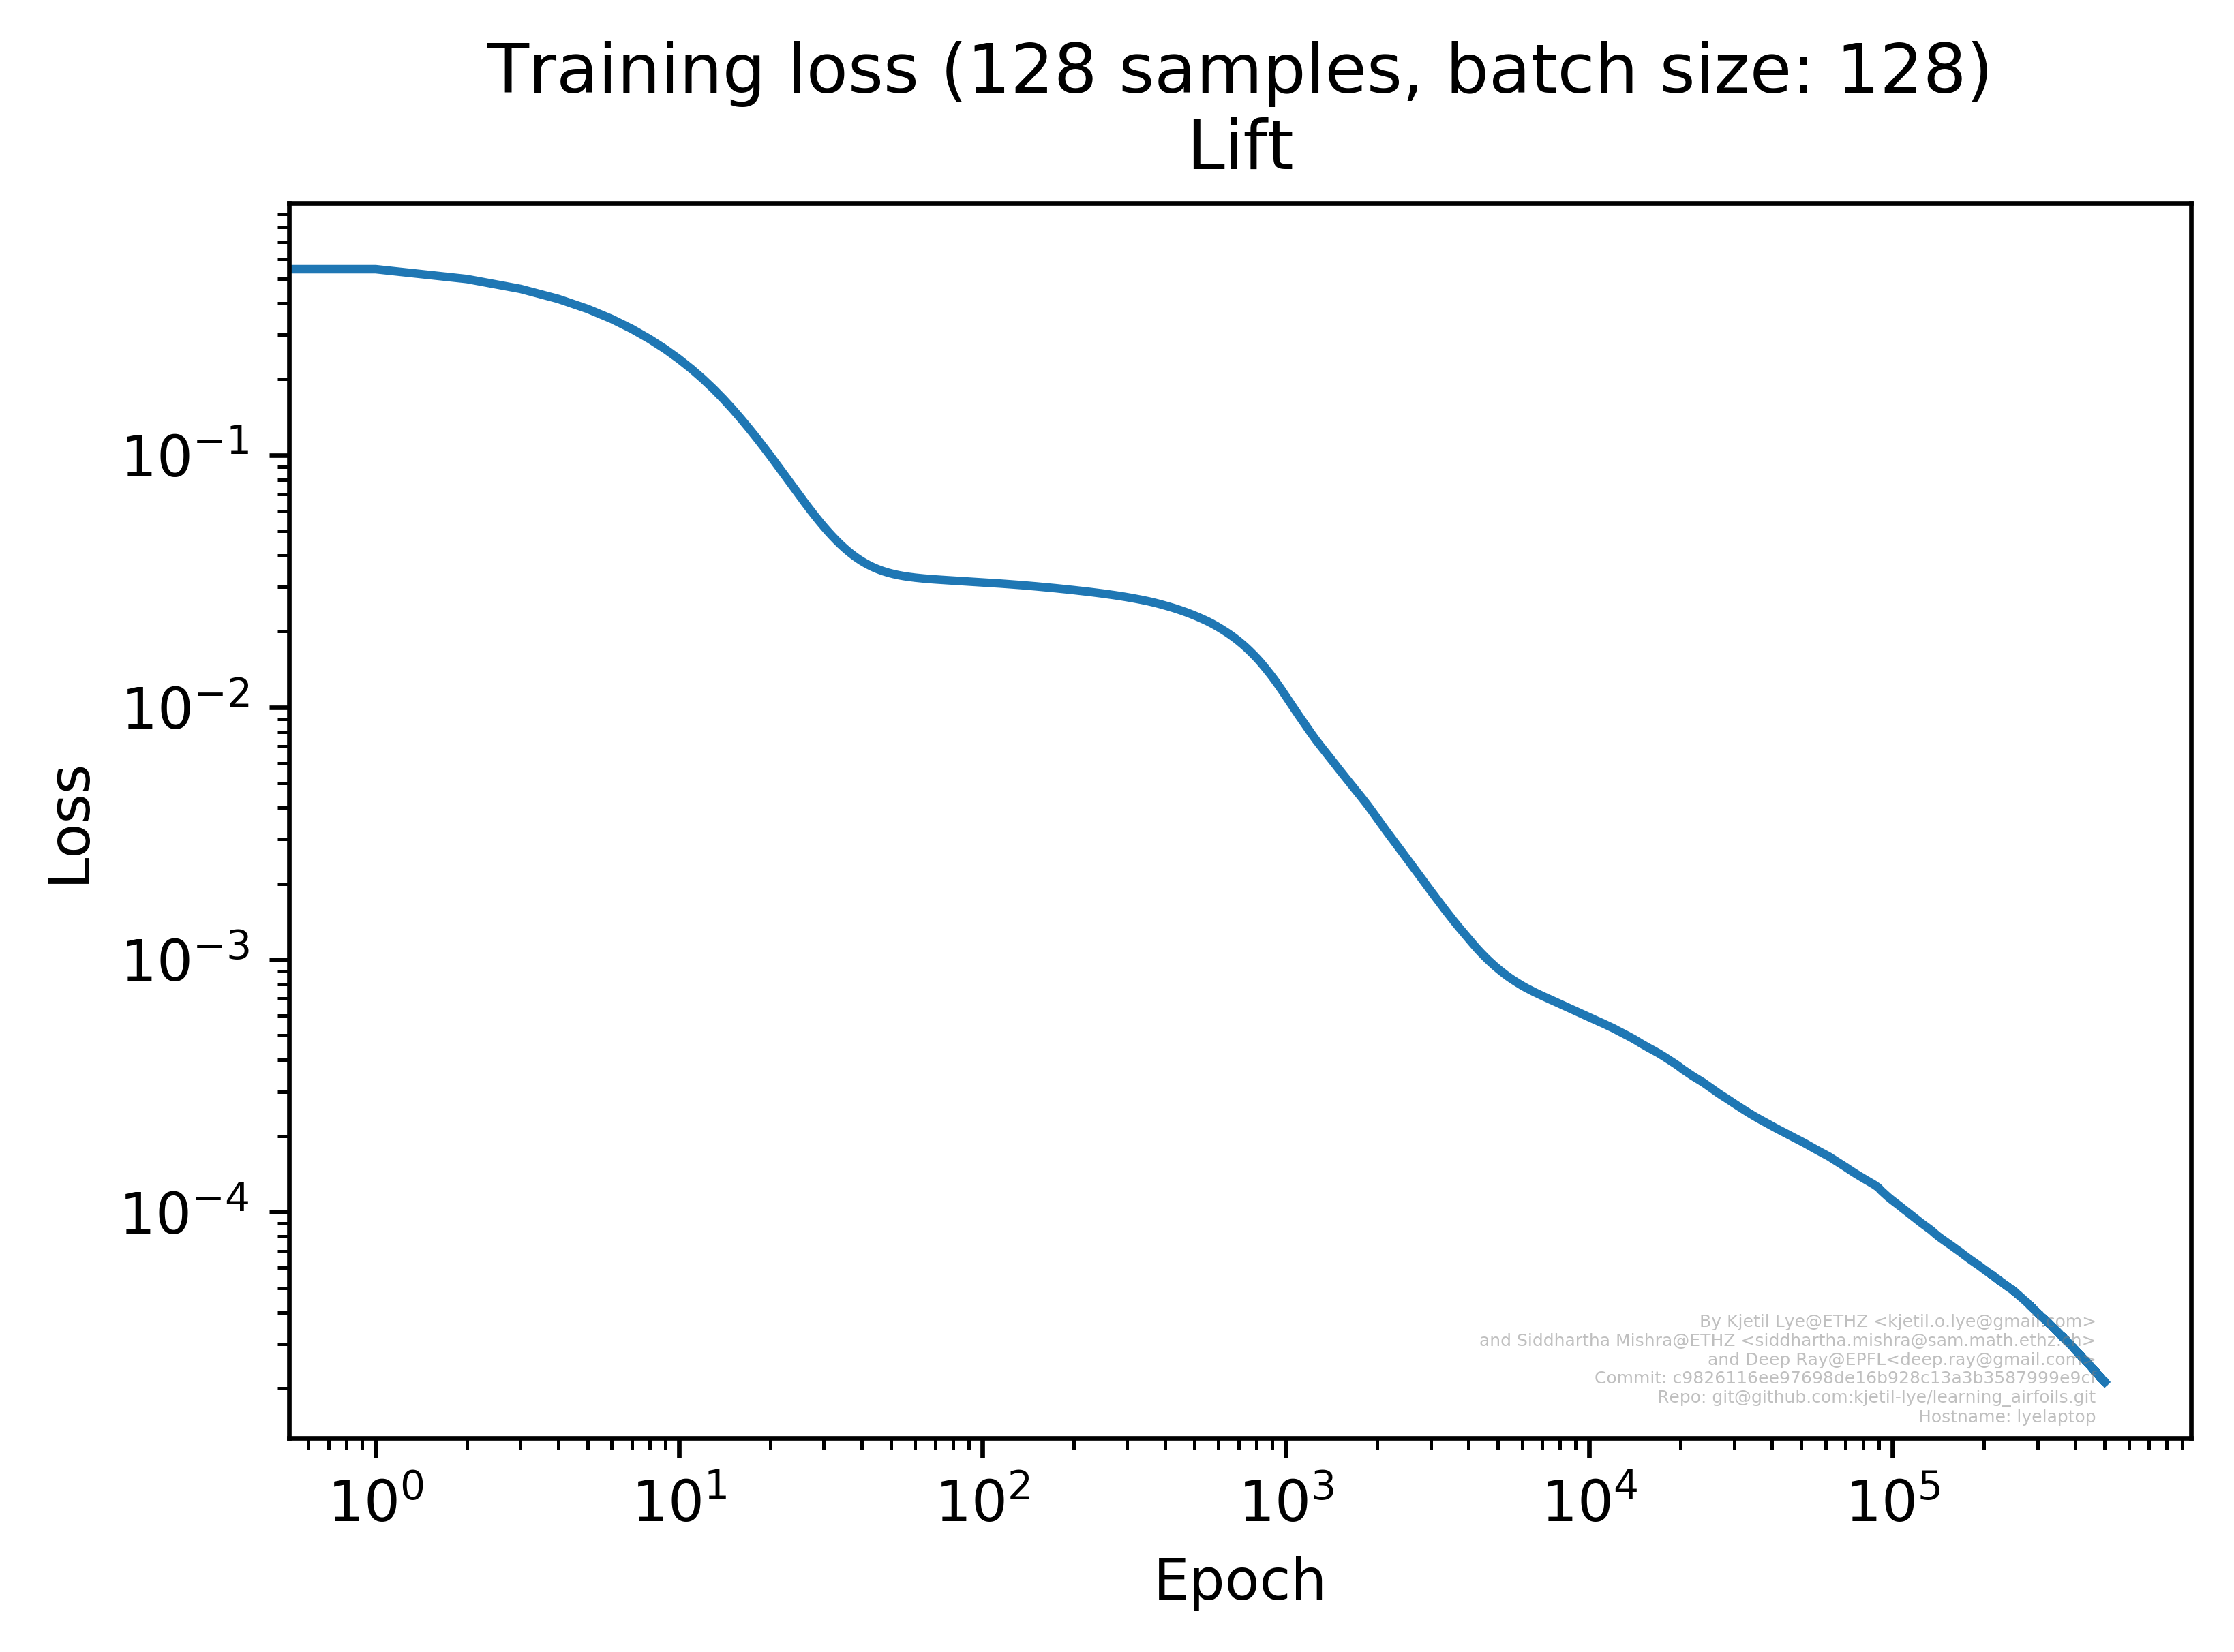 Training loss (128 samples, batch size: 128)
Lift
Loss
10⁻¹
10⁻²
10⁻³
10⁻⁴
10⁰ 10¹ 10² 10³ 10⁴ 10⁵
Epoch
By Kjetil Lye@ETHZ <kjetil.o.lye@gmail.com>
and Siddhartha Mishra@ETHZ <siddhartha.mishra@sam.math.ethz.ch>
and Deep Ray@EPFL<deep.ray@gmail.com>
Commit:
Repo: git@github.com:kjetil-lye/learning_airfoils.git
Hostname: lyelaptop